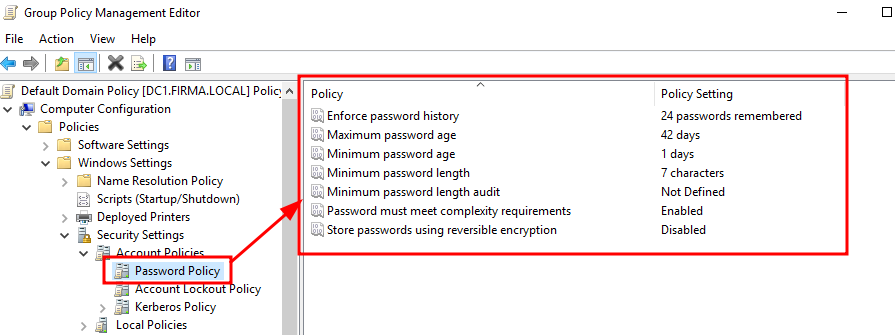 Group Policy Management Editor
File Action View Help
Default Domain Policy [DC1.FIRMA.LOCAL] Policy
Computer Configuration
Policies
Software Settings
Windows Settings
Name Resolution Policy
Scripts (Startup/Shutdown)
Deployed Printers
Security Settings
Account Policies
Password Policy
Account Lockout Policy
Kerberos Policy
Local Policies
Policy Policy Setting
Enforce password history 24 passwords remembered
Maximum password age 42 days
Minimum password age 1 days
Minimum password length 7 characters
Minimum password length audit Not Defined
Password must meet complexity requirements Enabled
Store passwords using reversible encryption Disabled